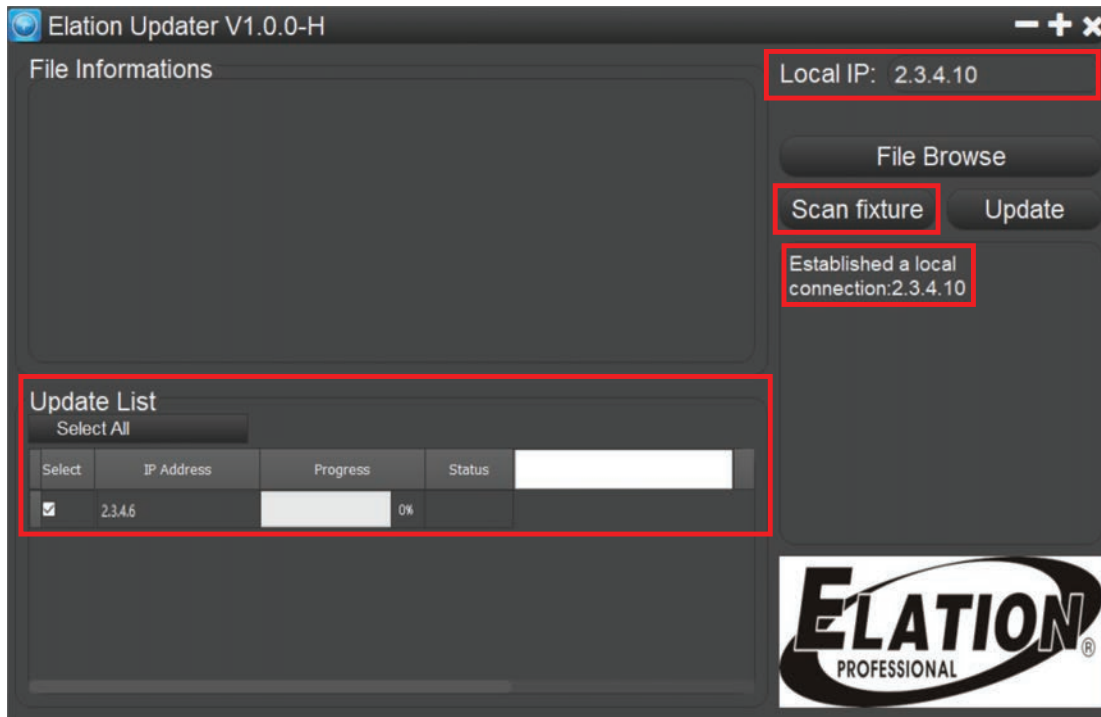 Elation Updater V1.0.0-H
File Informations
Local IP: 2.3.4.10
File Browse
Scan fixture Update
Established a local
connection:2.3.4.10
Update List
Select All
Select IP Address Progress Status
2.3.4.6 0%
ELATION®
PROFESSIONAL